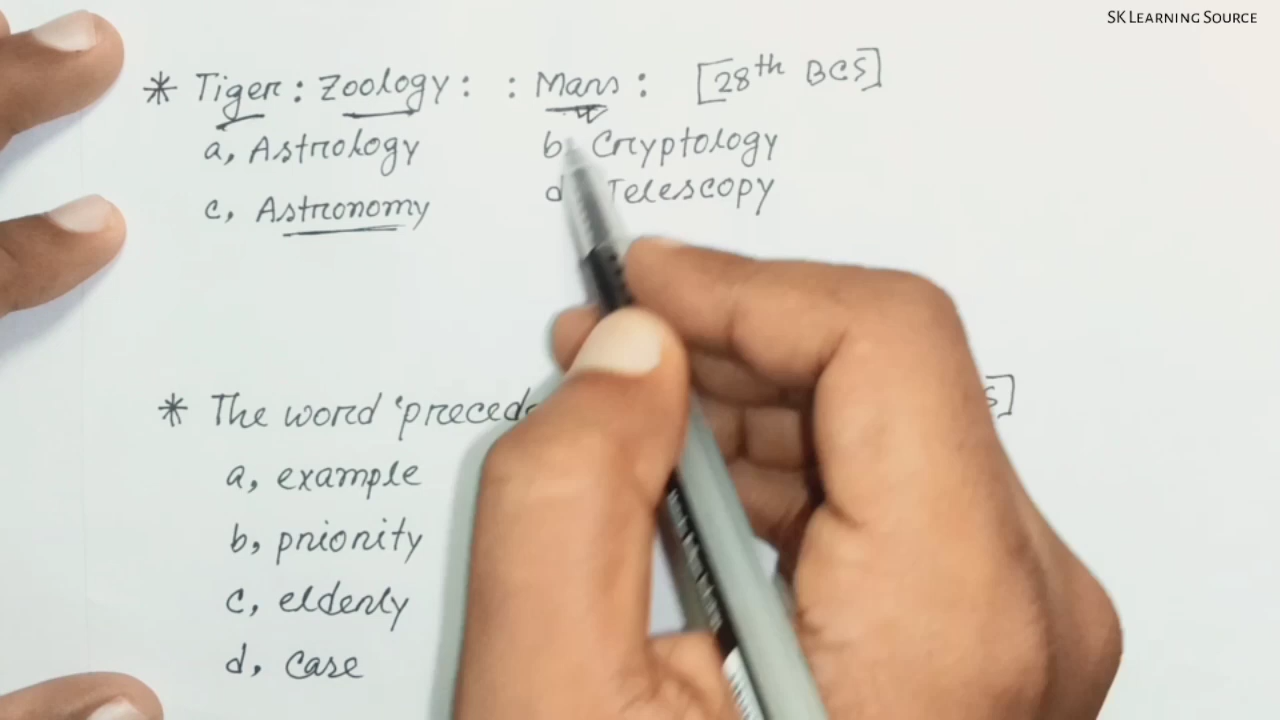 SK Learning Source
* Tiger : Zoology : : Mars : [28th BCS]
a, Astrology b, Cryptology
c, Astronomy d, Telescopy
* The word 'precede S]
a, example
b, priority
c, elderly
d, case